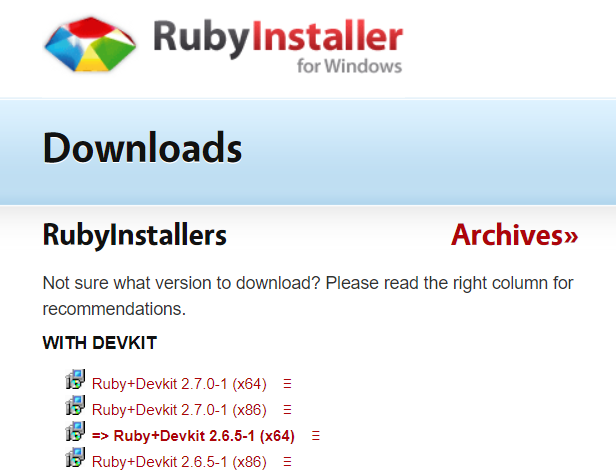 RubyInstaller
for Windows
Downloads
RubyInstallers
Archives»
Not sure what version to download? Please read the right column for
recommendations.
WITH DEVKIT
Ruby+Devkit 2.7.0-1 (x64)
Ruby+Devkit 2.7.0-1 (x86)
=> Ruby+Devkit 2.6.5-1 (x64)
Ruby+Devkit 2.6.5-1 (x86)